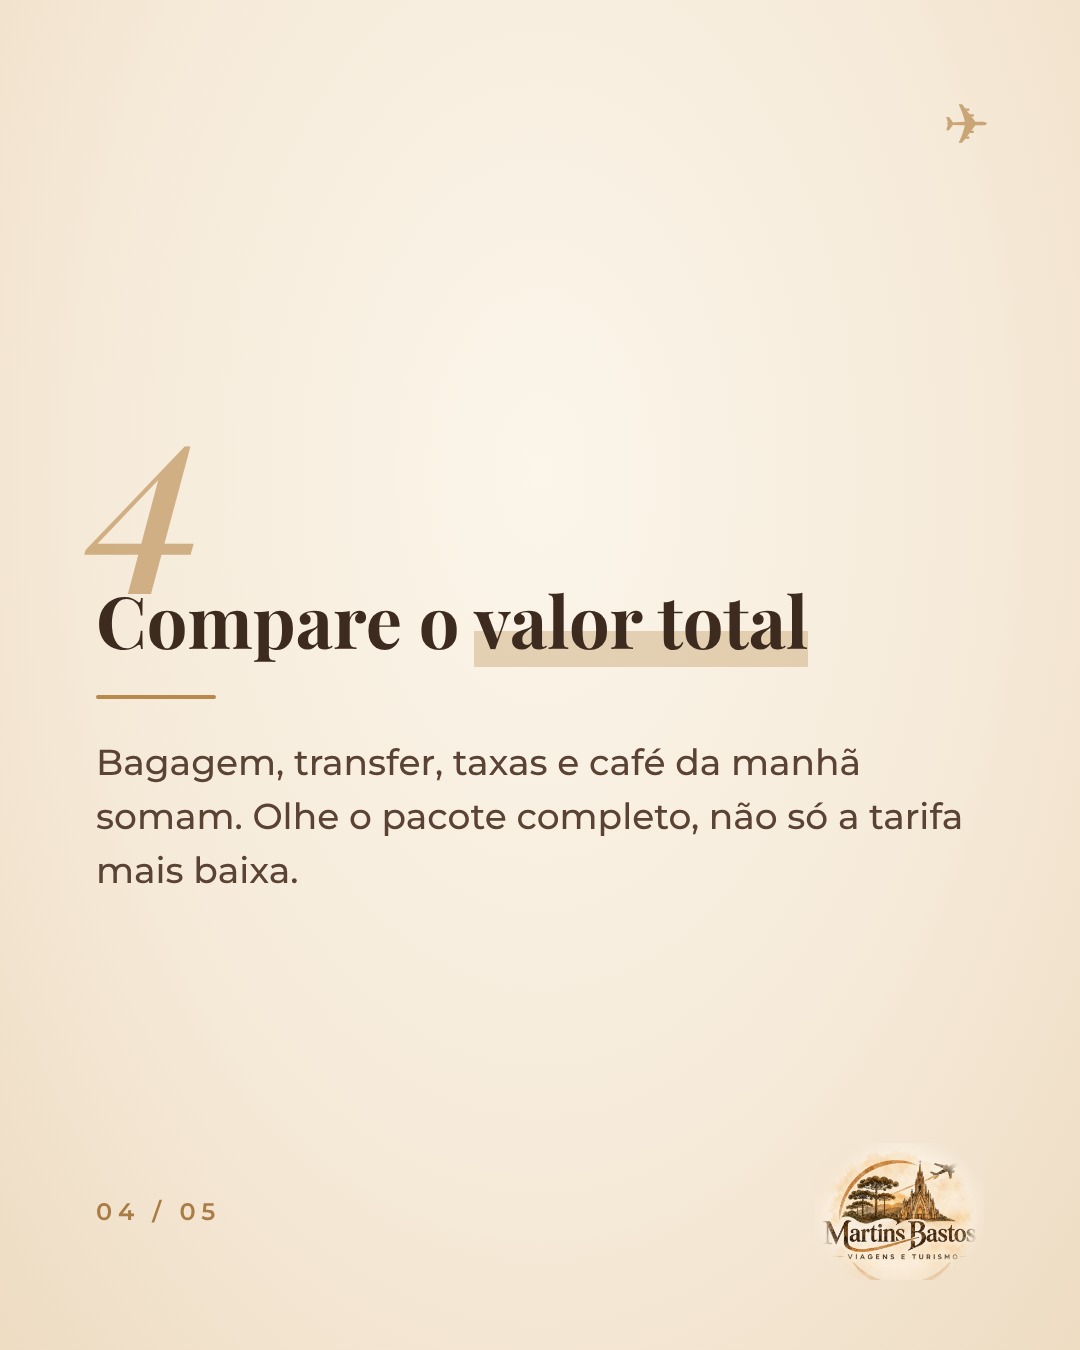 4
Compare o valor total
Bagagem, transfer, taxas e café da manhã
somam. Olhe o pacote completo, não só a tarifa
mais baixa.
04 / 05
Martins Bastos
VIAGENS E TURISMO